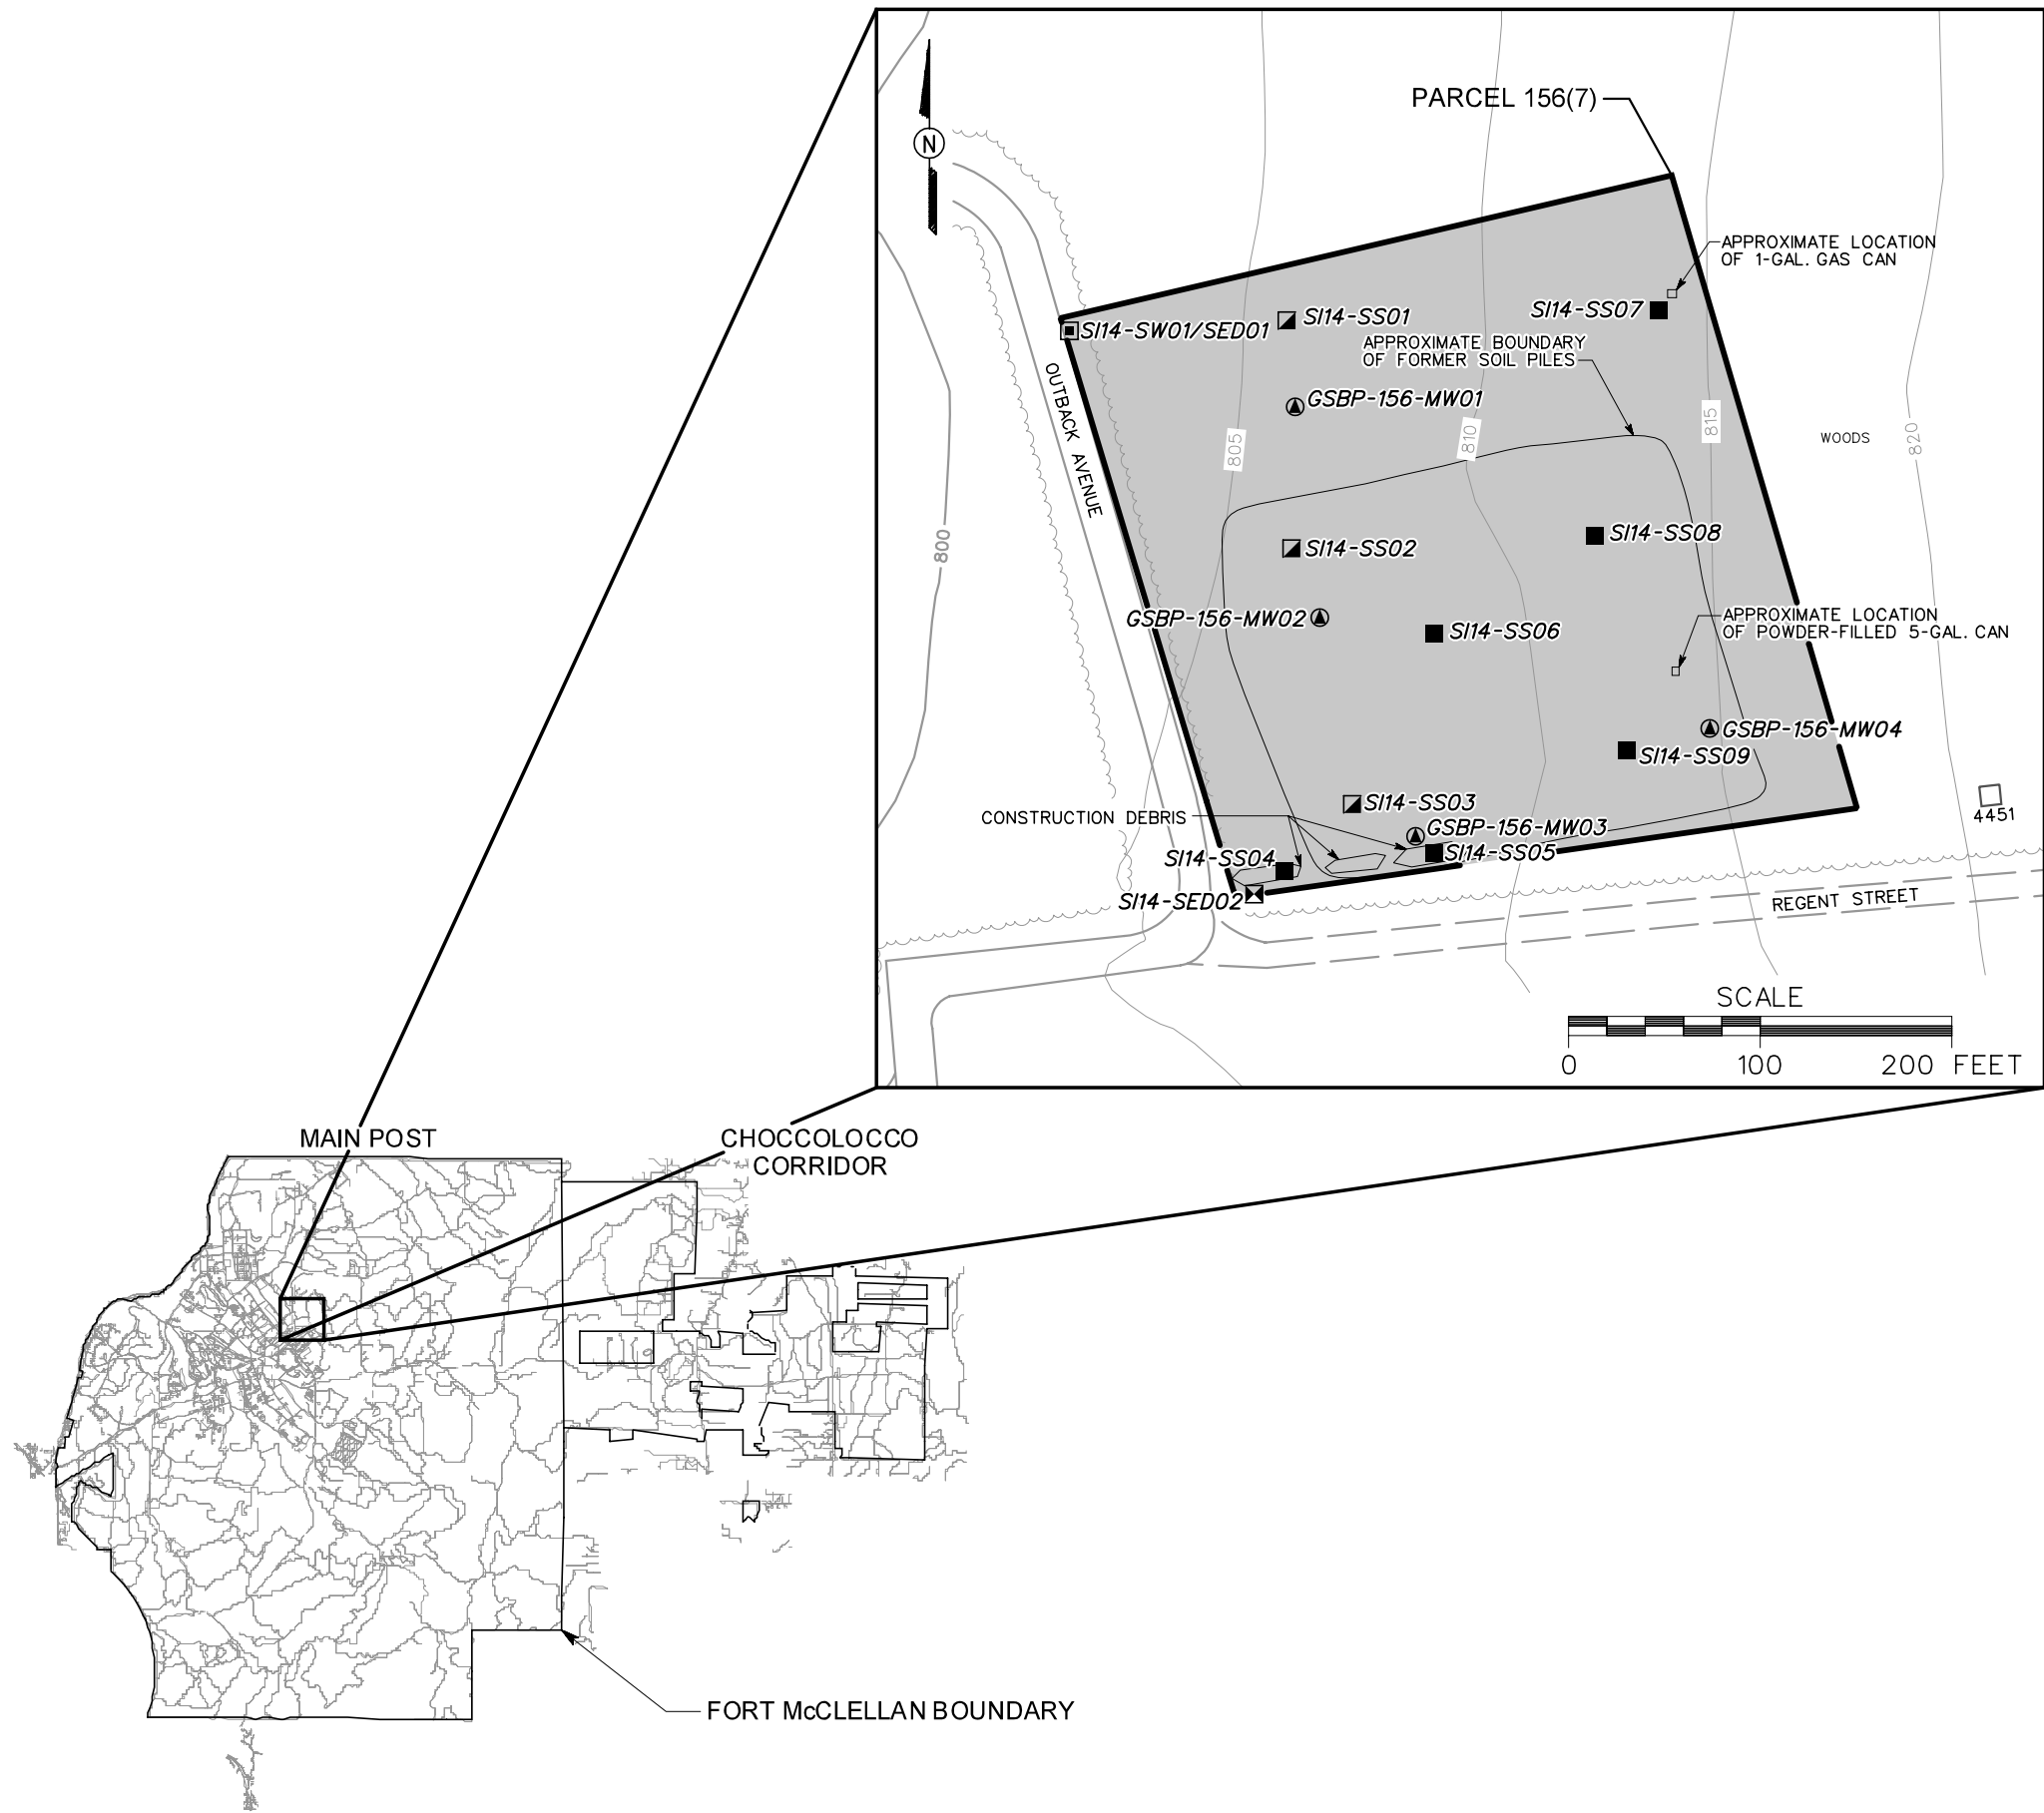 PARCEL 156(7)
N
APPROXIMATE LOCATION
OF 1-GAL. GAS CAN
SI14-SS07
SI14-SS01
SI14-SW01/SED01
APPROXIMATE BOUNDARY
OF FORMER SOIL PILES
OUTBACK AVENUE
GSBP-156-MW01
805
810
815
WOODS
820
800
SI14-SS08
SI14-SS02
GSBP-156-MW02
SI14-SS06
APPROXIMATE LOCATION
OF POWDER-FILLED 5-GAL. CAN
GSBP-156-MW04
SI14-SS09
SI14-SS03
CONSTRUCTION DEBRIS
GSBP-156-MW03
4451
SI14-SS04
SI14-SS05
SI14-SED02
REGENT STREET
SCALE
0 100 200 FEET
MAIN POST
CHOCCOLOCCO
CORRIDOR
FORT McCLELLAN BOUNDARY